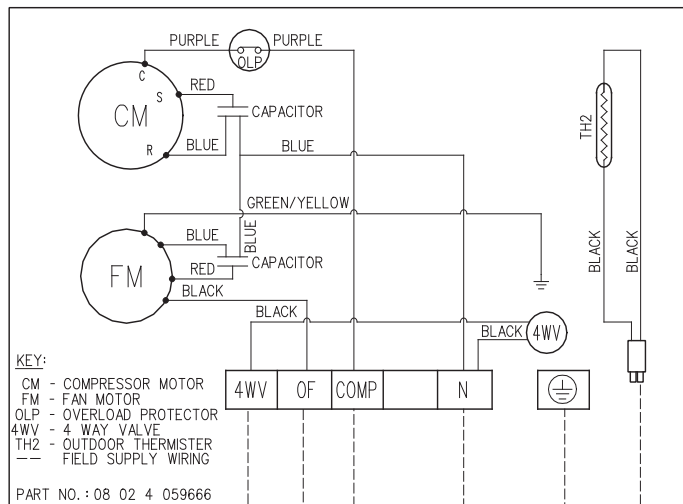 PURPLE
PURPLE
OLP
C
S
RED
CM
CAPACITOR
R
BLUE
BLUE
TH2
GREEN/YELLOW
BLUE
BLUE
RED
CAPACITOR
FM
BLACK
BLACK
BLACK
BLACK
BLACK
4WV
KEY:
4WV
OF
COMP
N
CM - COMPRESSOR MOTOR
FM - FAN MOTOR
OLP - OVERLOAD PROTECTOR
4WV - 4 WAY VALVE
TH2 - OUTDOOR THERMISTER
-- FIELD SUPPLY WIRING
PART NO.: 08 02 4 059666